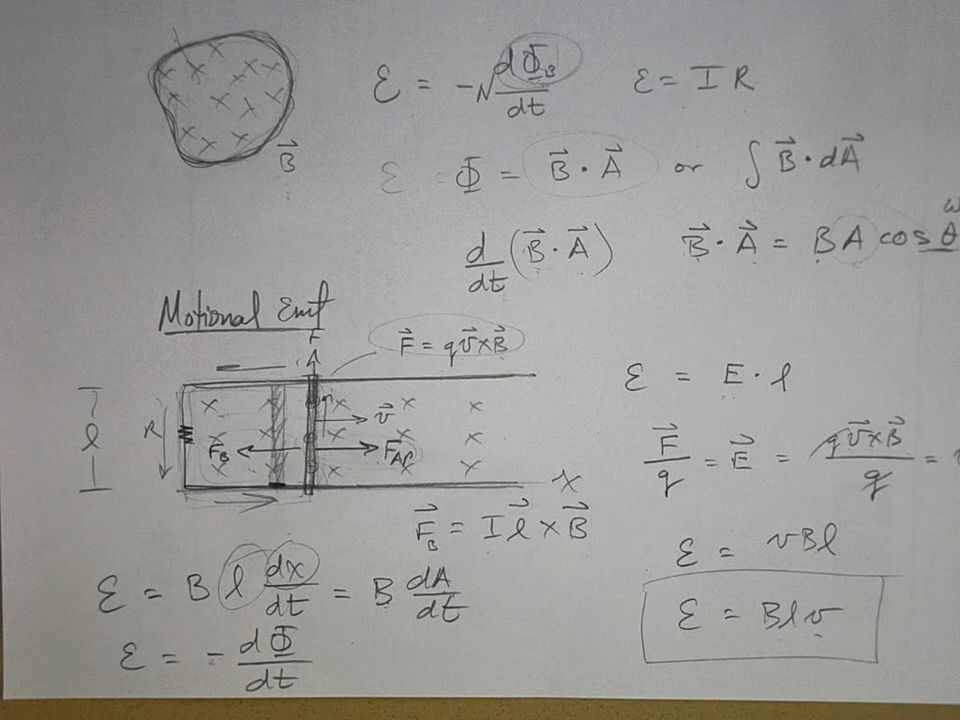 ℰ = -N dΦ_B/dt   ℰ = IR
B⃗
ℰ = Φ = B⃗ · A⃗ or ∫ B⃗ · dA⃗
d/dt (B⃗ · A⃗)   B⃗ · A⃗ = BA cos θ
ω
Motional Emf
F
F⃗ = qv⃗ × B⃗
ℰ = E · l
l
R
x x x x x
v⃗
x x x x
F_B
F_AP
x x x x x
x
F⃗/q = E⃗ = qv⃗ × B⃗/q =
F⃗_B = I l⃗ × B⃗
ℰ = vBl
ℰ = B l dx/dt = B dA/dt
ℰ = Blv
ℰ = - dΦ/dt